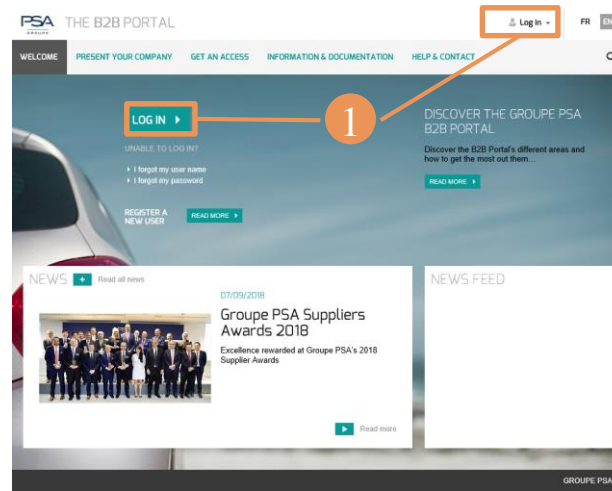 PSA
GROUPE
THE B2B PORTAL
Log in
FR EN
WELCOME
PRESENT YOUR COMPANY
GET AN ACCESS
INFORMATION & DOCUMENTATION
HELP & CONTACT
LOG IN
1
UNABLE TO LOG IN?
I forgot my user name
I forgot my password
REGISTER A
NEW USER
READ MORE
DISCOVER THE GROUPE PSA
B2B PORTAL
Discover the B2B Portal's different areas and
how to get the most out them...
READ MORE
NEWS
Read all news
07/09/2018
Groupe PSA Suppliers
Awards 2018
Excellence rewarded at Groupe PSA's 2018
Supplier Awards
Read more
NEWS FEED
GROUPE PSA